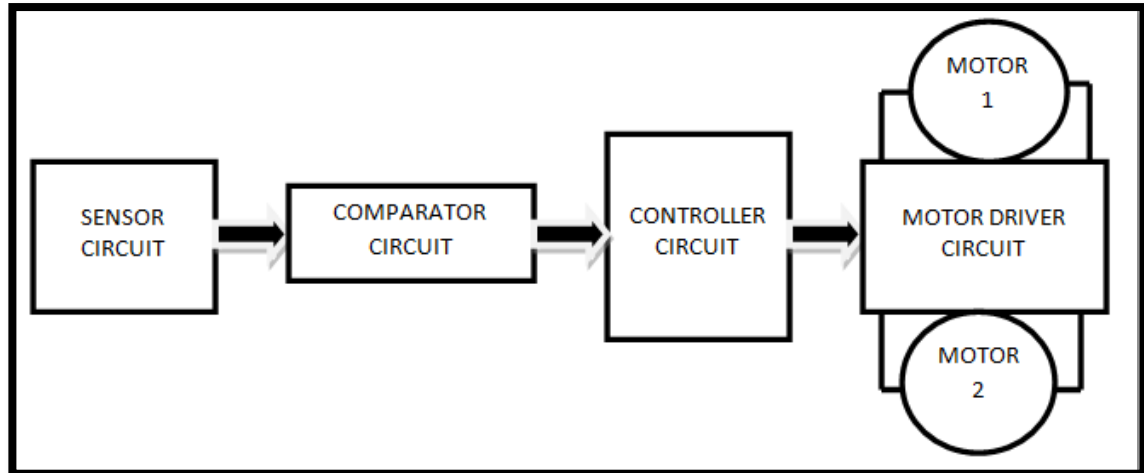 SENSOR
CIRCUIT
COMPARATOR
CIRCUIT
CONTROLLER
CIRCUIT
MOTOR DRIVER
CIRCUIT
MOTOR
1
MOTOR
2